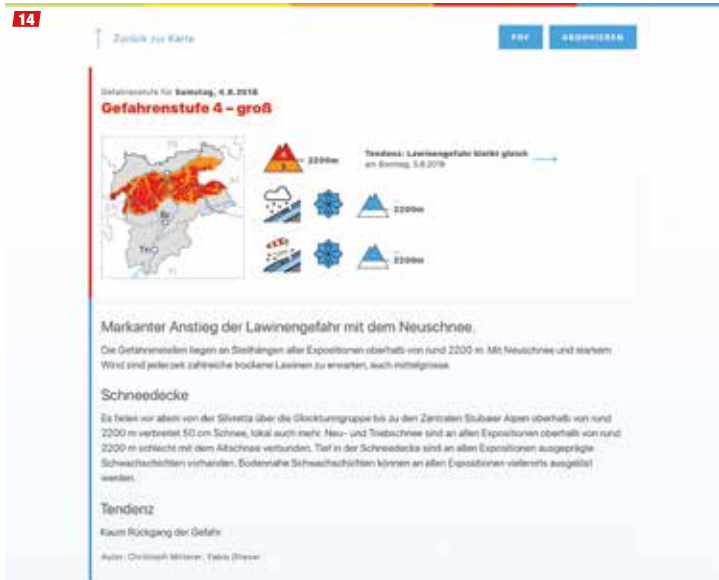 14
Zurück zur Karte
PDF
ABONNIEREN
Gefahrenstufe für Samstag, 4.8.2018
Gefahrenstufe 4 – groß
4
3
2200m
Tendenz: Lawinengefahr bleibt gleich
am Sonntag, 5.8.2018
2200m
2200m
Bz
Tn
Markanter Anstieg der Lawinengefahr mit dem Neuschnee.
Die Gefahrenstellen liegen an Steilhängen aller Expositionen oberhalb von rund 2200 m. Mit Neuschnee und starkem
Wind sind jederzeit zahlreiche trockene Lawinen zu erwarten, auch mittelgrosse.
Schneedecke
Es fielen vor allem von der Silvretta über die Glockturmgruppe bis zu den Zentralen Stubaier Alpen oberhalb von rund
2200 m verbreitet 50 cm Schnee, lokal auch mehr. Neu- und Triebschnee sind an allen Expositionen oberhalb von rund
2200 m schlecht mit dem Altschnee verbunden. Tief in der Schneedecke sind an allen Expositionen ausgeprägte
Schwachschichten vorhanden. Bodennahe Schwachschichten können an allen Expositionen vielerorts ausgelöst
werden.
Tendenz
Kaum Rückgang der Gefahr
Autor: Christoph Mitterer,